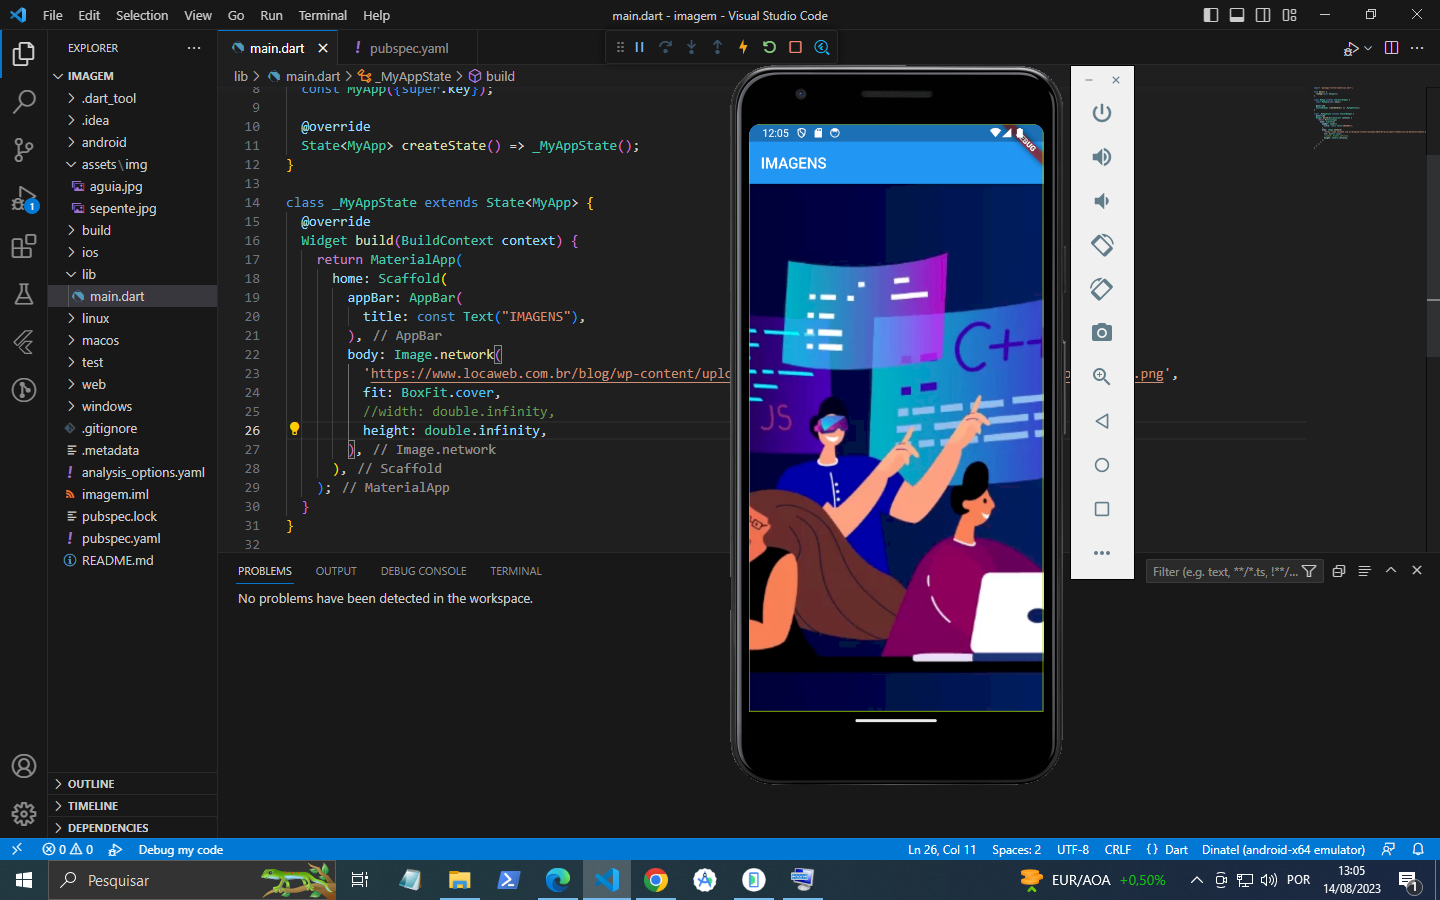 File Edit Selection View Go Run Terminal Help
main.dart - imagem - Visual Studio Code
EXPLORER
main.dart
! pubspec.yaml
IMAGEM
.dart_tool
.idea
android
assets\img
aguia.jpg
sepente.jpg
build
ios
lib
main.dart
linux
macos
test
web
windows
.gitignore
.metadata
! analysis_options.yaml
imagem.iml
pubspec.lock
! pubspec.yaml
README.md
OUTLINE
TIMELINE
DEPENDENCIES
1
lib > main.dart > _MyAppState > build
8 const MyApp({super.key});
9
10 @override
11 State<MyApp> createState() => _MyAppState();
12 }
13
14 class _MyAppState extends State<MyApp> {
15 @override
16 Widget build(BuildContext context) {
17 return MaterialApp(
18 home: Scaffold(
19 appBar: AppBar(
20 title: const Text("IMAGENS"),
21 ), // AppBar
22 body: Image.network(
23 'https://www.locaweb.com.br/blog/wp-content/uplo .png',
24 fit: BoxFit.cover,
25 //width: double.infinity,
26 height: double.infinity,
27 ), // Image.network
28 ), // Scaffold
29 ); // MaterialApp
30 }
31 }
32
12:05
IMAGENS
C++
JS
PROBLEMS OUTPUT DEBUG CONSOLE TERMINAL
Filter (e.g. text, **/*.ts, !**/...
No problems have been detected in the workspace.
0 0 Debug my code
Ln 26, Col 11 Spaces: 2 UTF-8 CRLF {} Dart Dinatel (android-x64 emulator)
Pesquisar
EUR/AOA +0,50%
POR
13:05
14/08/2023
1